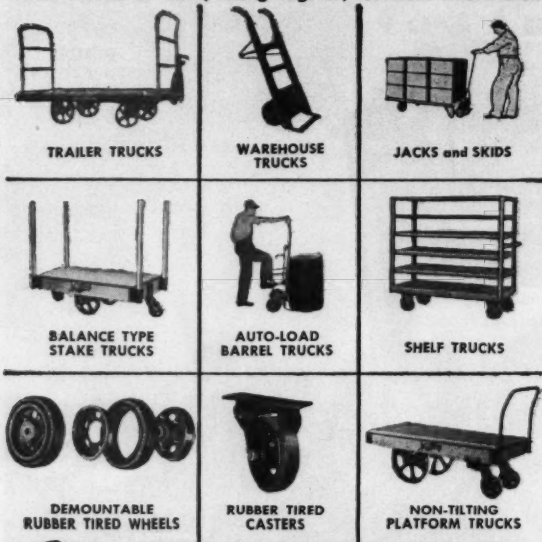 TRAILER TRUCKS
WAREHOUSE
TRUCKS
JACKS and SKIDS
BALANCE TYPE
STAKE TRUCKS
AUTO-LOAD
BARREL TRUCKS
SHELF TRUCKS
DEMOUNTABLE
RUBBER TIRED WHEELS
RUBBER TIRED
CASTERS
NON-TILTING
PLATFORM TRUCKS